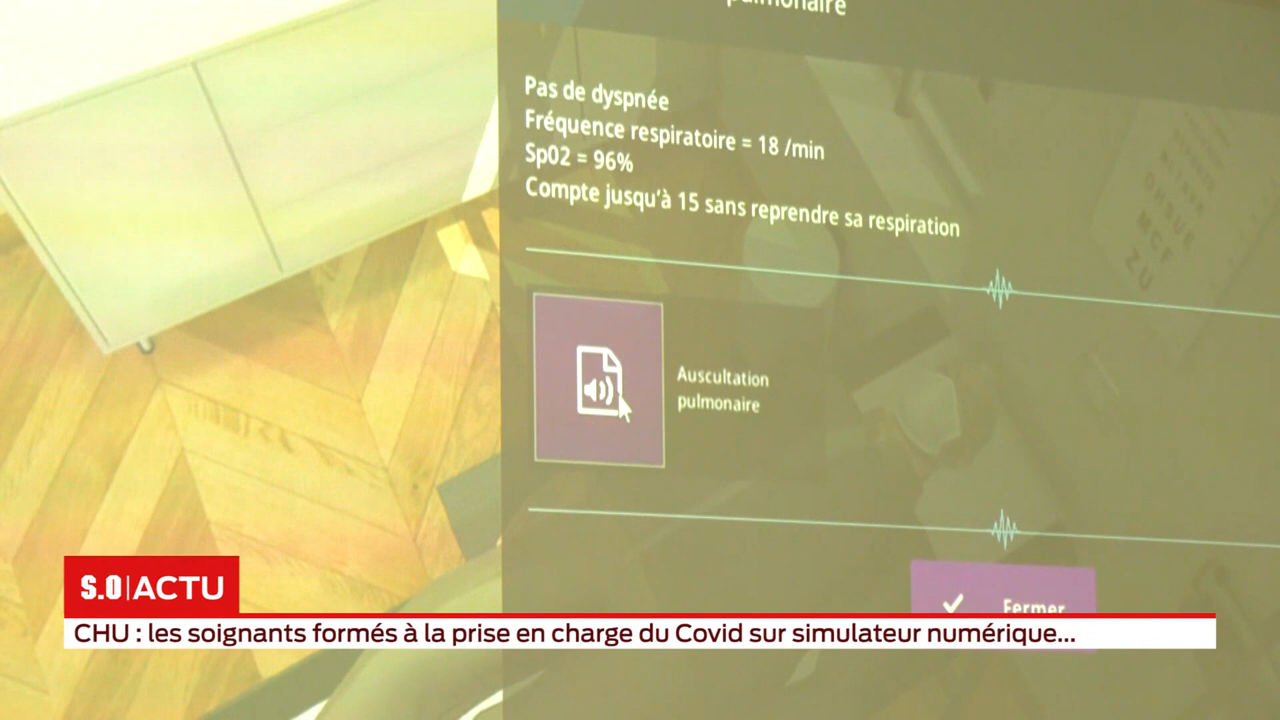 pulmonaire
Pas de dyspnée
Fréquence respiratoire = 18 /min
Sp02 = 96%
Compte jusqu'à 15 sans reprendre sa respiration
Auscultation
pulmonaire
Fermer
S.O|ACTU
CHU : les soignants formés à la prise en charge du Covid sur simulateur numérique...